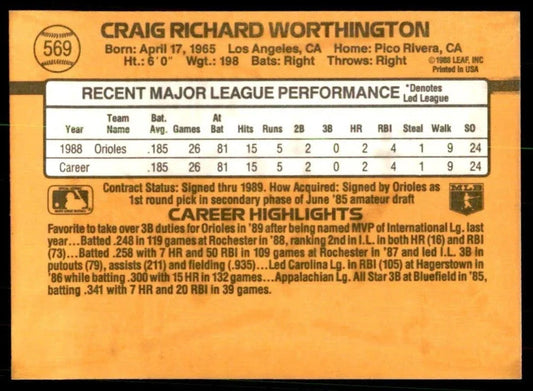 569
CRAIG RICHARD WORTHINGTON
Born: April 17, 1965 Los Angeles, CA Home: Pico Rivera, CA
Ht.: 6'0" Wgt.: 198 Bats: Right Throws: Right
©1988 LEAF, INC
Printed in USA
RECENT MAJOR LEAGUE PERFORMANCE *Denotes Led League
Year Team Name Bat. Avg. Games At Bat Hits Runs 2B 3B HR RBI Steal Walk SO
1988 Orioles .185 26 81 15 5 2 0 2 4 1 9 24
Career .185 26 81 15 5 2 0 2 4 1 9 24
Contract Status: Signed thru 1989. How Acquired: Signed by Orioles as
1st round pick in secondary phase of June '85 amateur draft
MLB
CAREER HIGHLIGHTS
Favorite to take over 3B duties for Orioles in '89 after being named MVP of International Lg. last
year...Batted .248 in 119 games at Rochester in '88, ranking 2nd in I.L. in both HR (16) and RBI
(73)...Batted .258 with 7 HR and 50 RBI in 109 games at Rochester in '87 and led I.L. 3B in
putouts (79), assists (211) and fielding (.935)...Led Carolina Lg. in RBI (105) at Hagerstown in
'86 while batting .300 with 15 HR in 132 games...Appalachian Lg. All Star 3B at Bluefield in '85,
batting .341 with 7 HR and 20 RBI in 39 games.